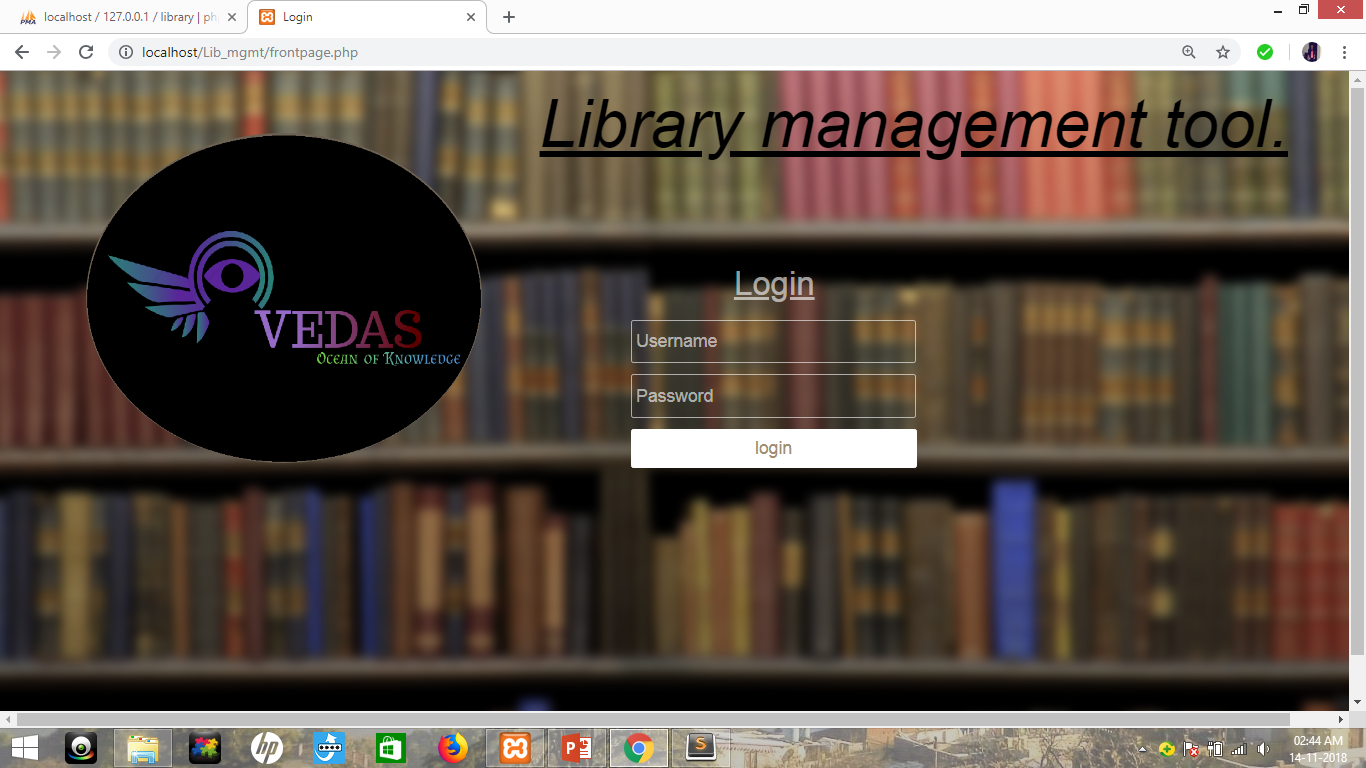 localhost / 127.0.0.1 / library | ph
Login
localhost/Lib_mgmt/frontpage.php
Library management tool.
VEDAS
Ocean of Knowledge
Login
Username
Password
login
hp
S
02:44 AM
14-11-2018